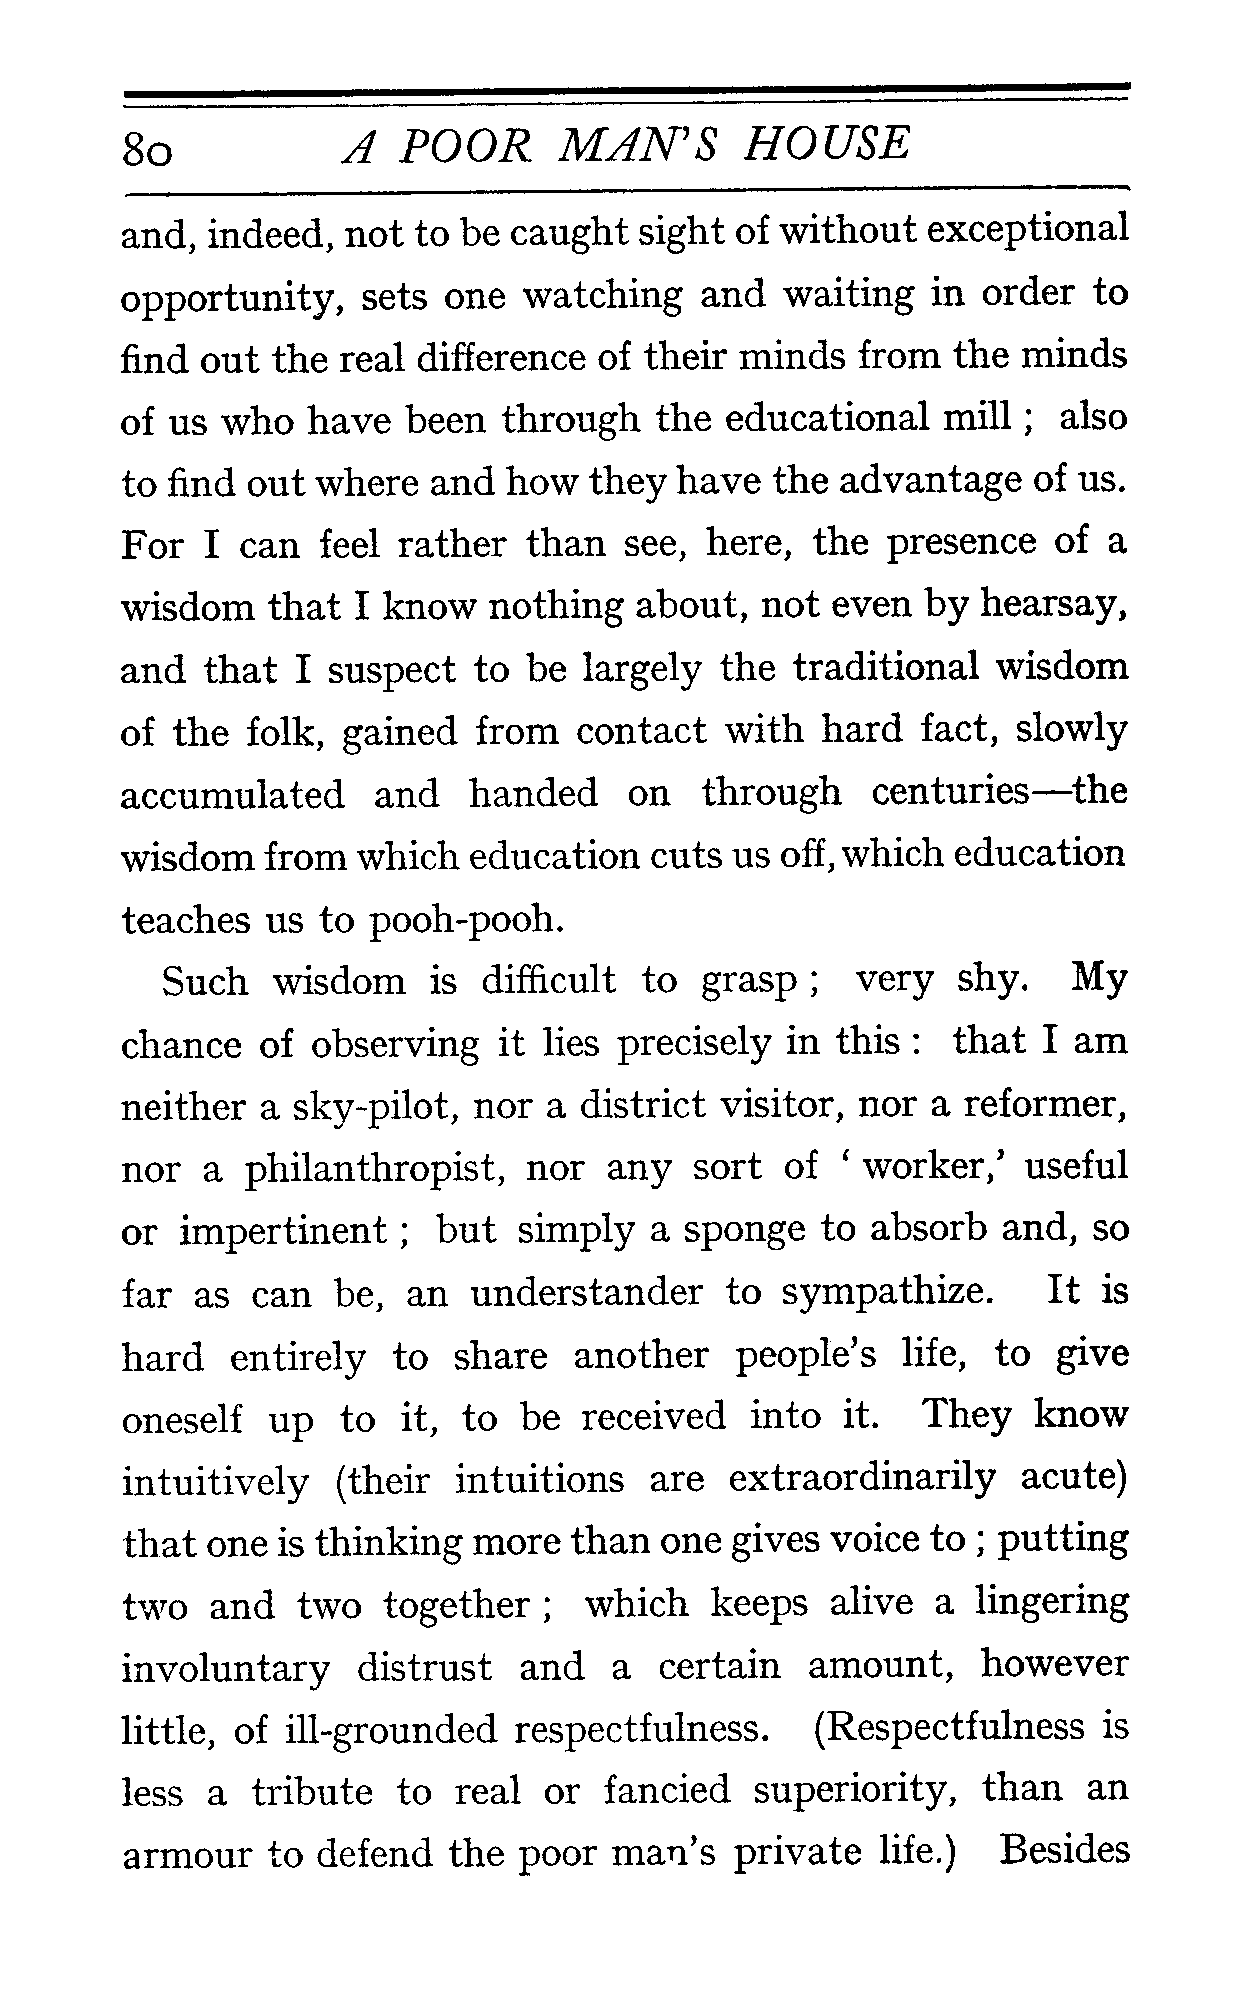 80 A POOR MAN'S HOUSE
and, indeed, not to be caught sight of without exceptional
opportunity, sets one watching and waiting in order to
find out the real difference of their minds from the minds
of us who have been through the educational mill ; also
to find out where and how they have the advantage of us.
For I can feel rather than see, here, the presence of a
wisdom that I know nothing about, not even by hearsay,
and that I suspect to be largely the traditional wisdom
of the folk, gained from contact with hard fact, slowly
accumulated and handed on through centuries—the
wisdom from which education cuts us off, which education
teaches us to pooh-pooh.
Such wisdom is difficult to grasp ; very shy. My
chance of observing it lies precisely in this : that I am
neither a sky-pilot, nor a district visitor, nor a reformer,
nor a philanthropist, nor any sort of ‘ worker,’ useful
or impertinent ; but simply a sponge to absorb and, so
far as can be, an understander to sympathize. It is
hard entirely to share another people's life, to give
oneself up to it, to be received into it. They know
intuitively (their intuitions are extraordinarily acute)
that one is thinking more than one gives voice to ; putting
two and two together ; which keeps alive a lingering
involuntary distrust and a certain amount, however
little, of ill-grounded respectfulness. (Respectfulness is
less a tribute to real or fancied superiority, than an
armour to defend the poor man's private life.) Besides